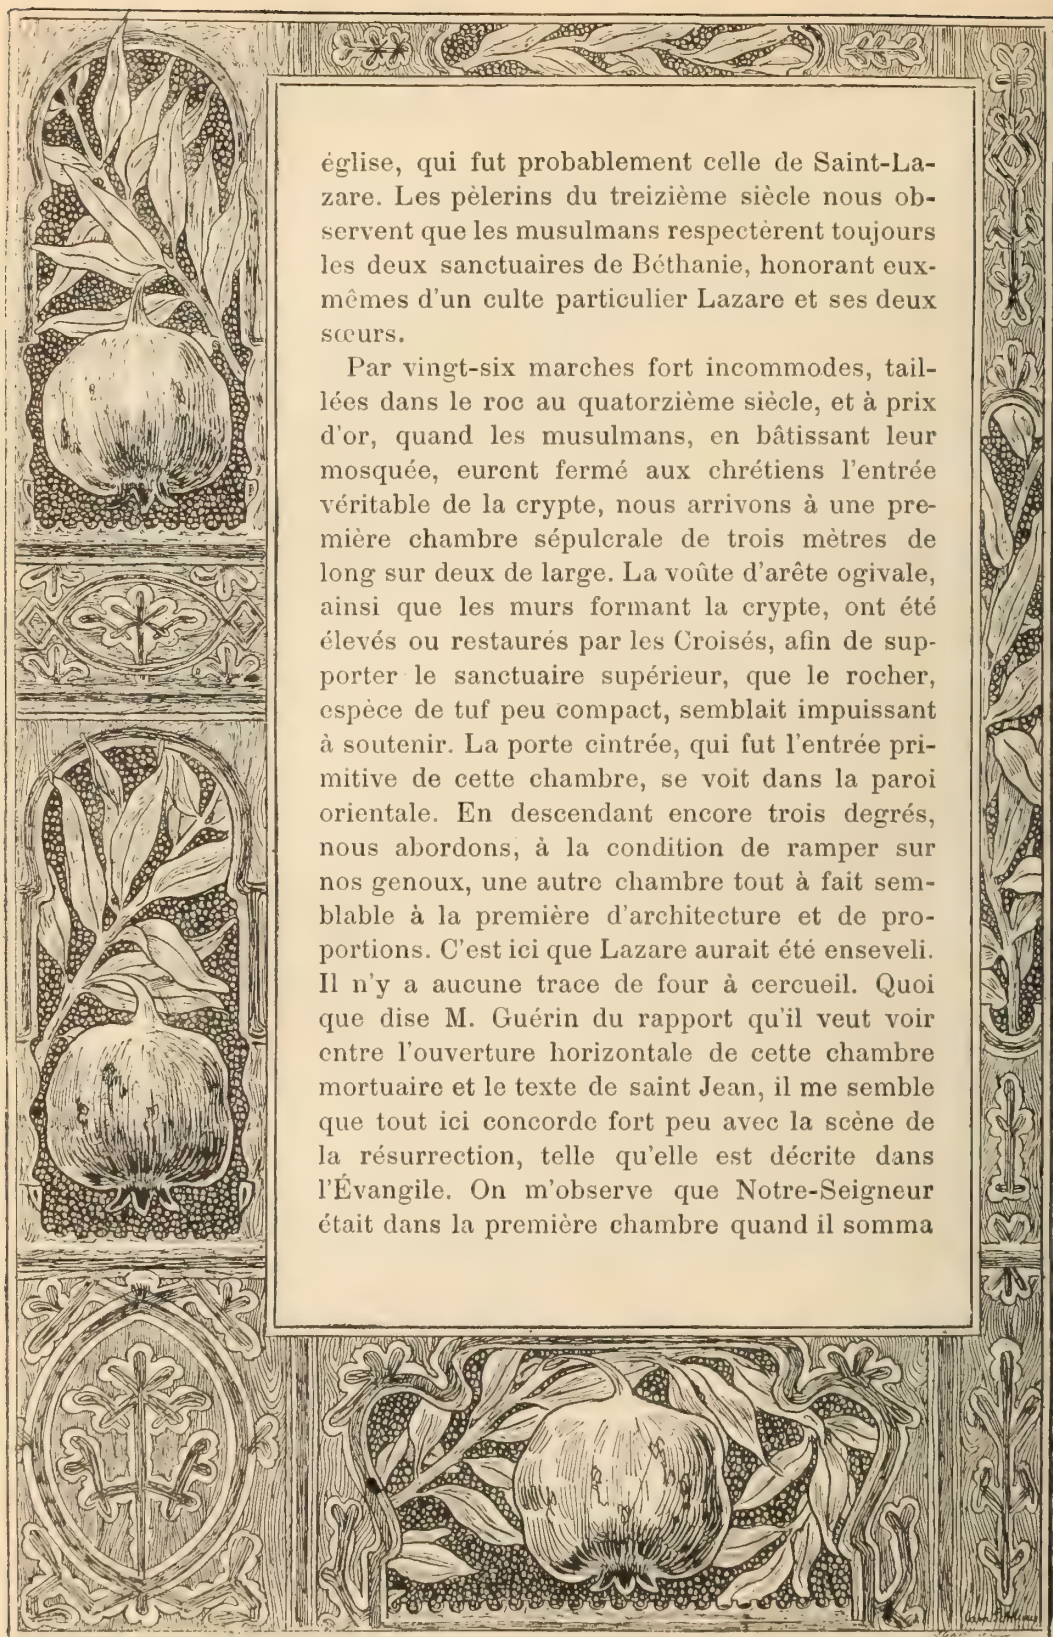 église, qui fut probablement celle de Saint-La-
zare. Les pèlerins du treizième siècle nous ob-
servent que les musulmans respectèrent toujours
les deux sanctuaires de Béthanie, honorant eux-
mêmes d'un culte particulier Lazare et ses deux
sœurs.
Par vingt-six marches fort incommodes, tail-
lées dans le roc au quatorzième siècle, et à prix
d'or, quand les musulmans, en bâtissant leur
mosquée, eurent fermé aux chrétiens l'entrée
véritable de la crypte, nous arrivons à une pre-
mière chambre sépulcrale de trois mètres de
long sur deux de large. La voûte d'arête ogivale,
ainsi que les murs formant la crypte, ont été
élevés ou restaurés par les Croisés, afin de sup-
porter le sanctuaire supérieur, que le rocher,
espèce de tuf peu compact, semblait impuissant
à soutenir. La porte cintrée, qui fut l'entrée pri-
mitive de cette chambre, se voit dans la paroi
orientale. En descendant encore trois degrés,
nous abordons, à la condition de ramper sur
nos genoux, une autre chambre tout à fait sem-
blable à la première d'architecture et de pro-
portions. C'est ici que Lazare aurait été enseveli.
Il n'y a aucune trace de four à cercueil. Quoi
que dise M. Guérin du rapport qu'il veut voir
entre l'ouverture horizontale de cette chambre
mortuaire et le texte de saint Jean, il me semble
que tout ici concorde fort peu avec la scène de
la résurrection, telle qu'elle est décrite dans
l'Évangile. On m'observe que Notre-Seigneur
était dans la première chambre quand il somma